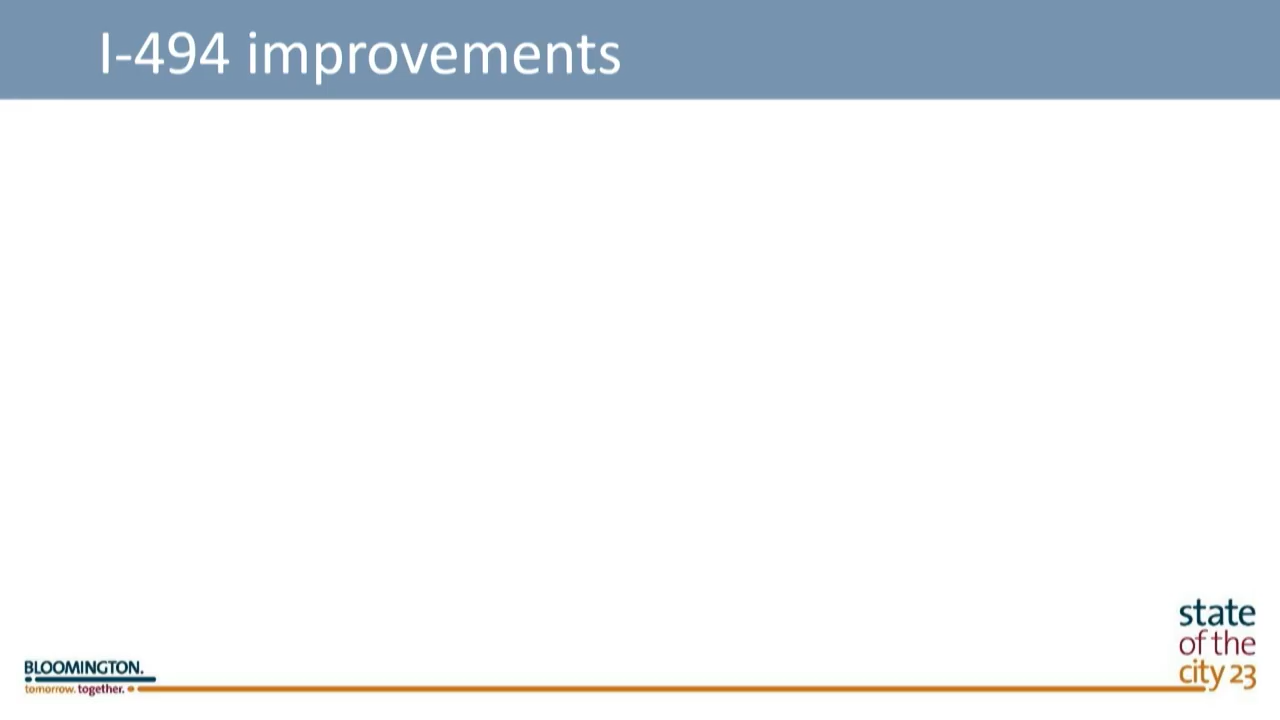 I-494 improvements
state
of the
city 23
BLOOMINGTON.
tomorrow. together.